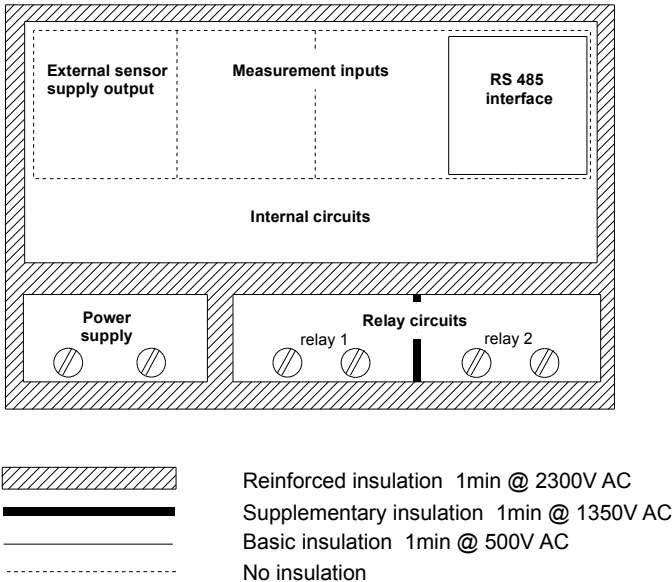 External sensor
supply output
Measurement inputs
RS 485
interface
Internal circuits
Power
supply
Relay circuits
relay 1
relay 2
Reinforced insulation 1min @ 2300V AC
Supplementary insulation 1min @ 1350V AC
Basic insulation 1min @ 500V AC
No insulation